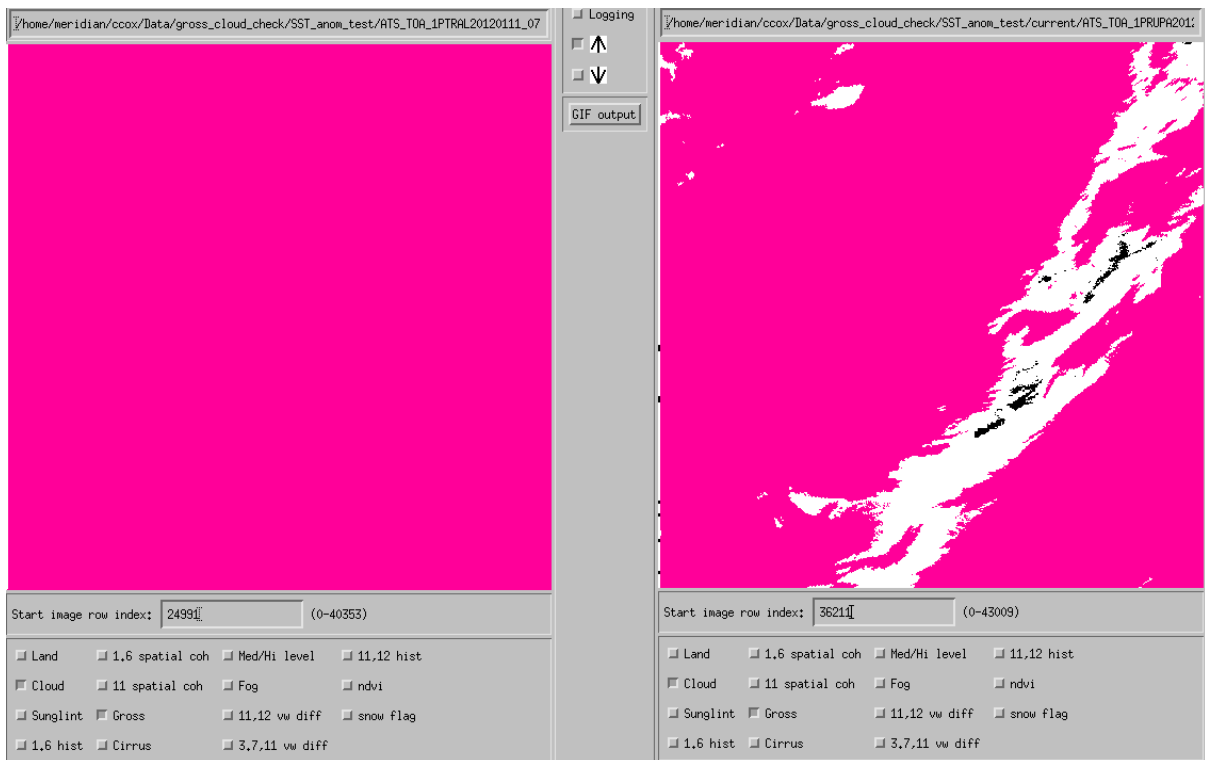 /home/meridian/ccox/Data/gross_cloud_check/SST_anom_test/ATS_TOA_1PTRAL20120111_07
Logging
GIF output
Start image row index: 24991 (0-40353)
Land 1.6 spatial coh Med/Hi level 11,12 hist
Cloud 11 spatial coh Fog ndvi
Sunglint Gross 11,12 vw diff snow flag
1.6 hist Cirrus 3.7,11 vw diff
/home/meridian/ccox/Data/gross_cloud_check/SST_anom_test/current/ATS_TOA_1PRUPA201
Start image row index: 36211 (0-43009)
Land 1.6 spatial coh Med/Hi level 11,12 hist
Cloud 11 spatial coh Fog ndvi
Sunglint Gross 11,12 vw diff snow flag
1.6 hist Cirrus 3.7,11 vw diff